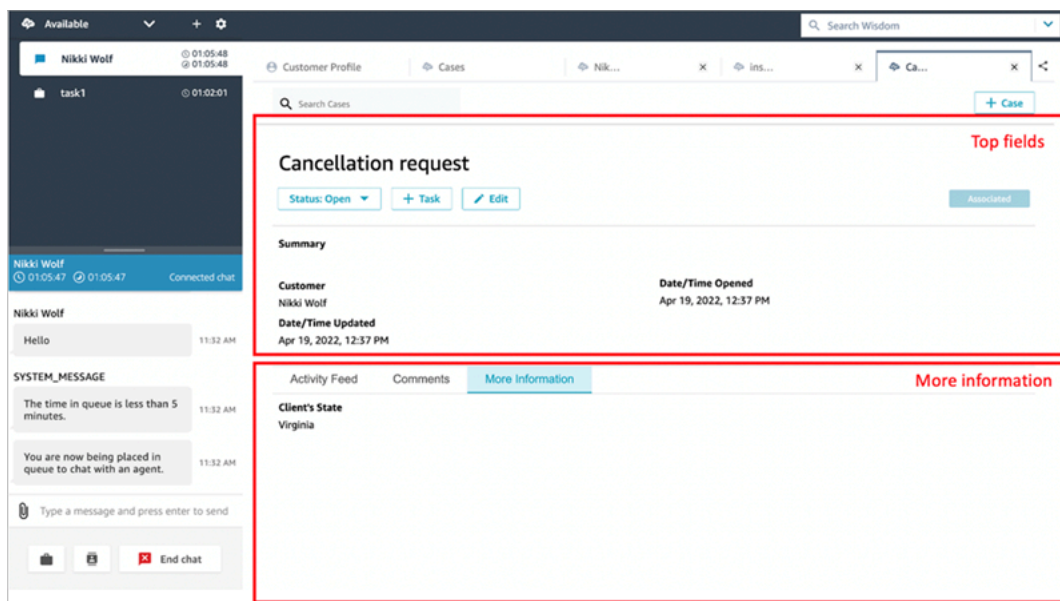 Available
Search Wisdom
Nikki Wolf
01:05:48
01:05:48
task1
01:02:01
Customer Profile
Cases
Nik...
ins...
Ca...
Search Cases
+ Case
Top fields
Cancellation request
Status: Open
+ Task
Edit
Associated
Summary
Customer
Nikki Wolf
Date/Time Opened
Apr 19, 2022, 12:37 PM
Date/Time Updated
Apr 19, 2022, 12:37 PM
Nikki Wolf
01:05:47 01:05:47 Connected chat
Nikki Wolf
Hello
11:32 AM
SYSTEM_MESSAGE
The time in queue is less than 5
minutes.
11:32 AM
You are now being placed in
queue to chat with an agent.
11:32 AM
Type a message and press enter to send
End chat
Activity Feed
Comments
More Information
More information
Client's State
Virginia